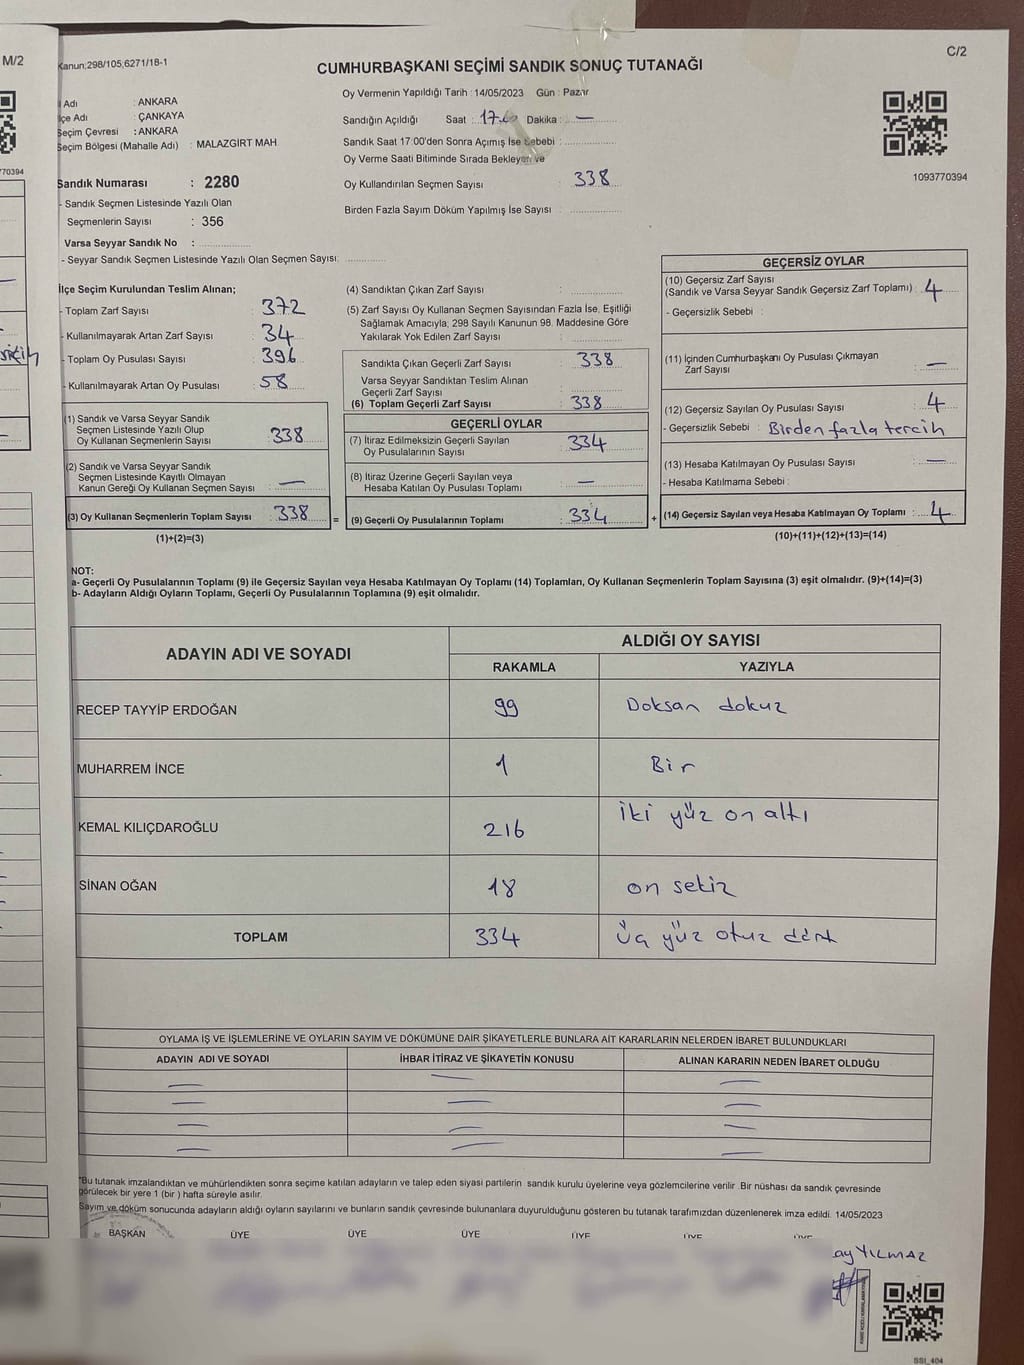 M/2
C/2
Kanun;298/105,6271/18-1
CUMHURBAŞKANI SEÇİMİ SANDIK SONUÇ TUTANAĞI
Oy Vermenin Yapıldığı Tarih : 14/05/2023 Gün : Pazar
İl Adı : ANKARA
İlçe Adı : ÇANKAYA
Seçim Çevresi : ANKARA
Seçim Bölgesi (Mahalle Adı) : MALAZGİRT MAH
Sandığın Açıldığı Saat : Dakika : —
Sandık Saat 17:00'den Sonra Açımış İse Sebebi :
Oy Verme Saati Bitiminde Sırada Bekleyen ve
Oy Kullandırılan Seçmen Sayısı 338
Birden Fazla Sayım Döküm Yapılmış İse Sayısı
770394
1093770394
Sandık Numarası : 2280
- Sandık Seçmen Listesinde Yazılı Olan
Seçmenlerin Sayısı : 356
Varsa Seyyar Sandık No :
- Seyyar Sandık Seçmen Listesinde Yazılı Olan Seçmen Sayısı:
İlçe Seçim Kurulundan Teslim Alınan;
- Toplam Zarf Sayısı : 372
- Kullanılmayarak Artan Zarf Sayısı : 34
- Toplam Oy Pusulası Sayısı : 396
- Kullanılmayarak Artan Oy Pusulası : 58
(1) Sandık ve Varsa Seyyar Sandık
Seçmen Listesinde Yazılı Olup
Oy Kullanan Seçmenlerin Sayısı : 338
(2) Sandık ve Varsa Seyyar Sandık
Seçmen Listesinde Kayıtlı Olmayan
Kanun Gereği Oy Kullanan Seçmen Sayısı : —
(3) Oy Kullanan Seçmenlerin Toplam Sayısı : 338
(1)+(2)=(3)
(4) Sandıktan Çıkan Zarf Sayısı :
(5) Zarf Sayısı Oy Kullanan Seçmen Sayısından Fazla İse, Eşitliği
Sağlamak Amacıyla; 298 Sayılı Kanunun 98. Maddesine Göre
Yakılarak Yok Edilen Zarf Sayısı :
Sandıkta Çıkan Geçerli Zarf Sayısı : 338
Varsa Seyyar Sandıktan Teslim Alınan
Geçerli Zarf Sayısı :
(6) Toplam Geçerli Zarf Sayısı : 338
GEÇERLİ OYLAR
(7) İtiraz Edilmeksizin Geçerli Sayılan
Oy Pusulalarının Sayısı : 334
(8) İtiraz Üzerine Geçerli Sayılan veya
Hesaba Katılan Oy Pusulası Toplamı : —
= (9) Geçerli Oy Pusulalarının Toplamı : 334
GEÇERSİZ OYLAR
(10) Geçersiz Zarf Sayısı
(Sandık ve Varsa Seyyar Sandık Geçersiz Zarf Toplamı) : 4
- Geçersizlik Sebebi :
(11) İçinden Cumhurbaşkanı Oy Pusulası Çıkmayan
Zarf Sayısı : —
(12) Geçersiz Sayılan Oy Pusulası Sayısı : 4
- Geçersizlik Sebebi : Birden fazla tercih
(13) Hesaba Katılmayan Oy Pusulası Sayısı : —
- Hesaba Katılmama Sebebi :
+ (14) Geçersiz Sayılan veya Hesaba Katılmayan Oy Toplamı : 4
(10)+(11)+(12)+(13)=(14)
NOT:
a- Geçerli Oy Pusulalarının Toplamı (9) ile Geçersiz Sayılan veya Hesaba Katılmayan Oy Toplamı (14) Toplamları, Oy Kullanan Seçmenlerin Toplam Sayısına (3) eşit olmalıdır. (9)+(14)=(3)
b- Adayların Aldığı Oyların Toplamı, Geçerli Oy Pusulalarının Toplamına (9) eşit olmalıdır.
ADAYIN ADI VE SOYADI ALDIĞI OY SAYISI
RAKAMLA YAZIYLA
RECEP TAYYİP ERDOĞAN 99 Doksan dokuz
MUHARREM İNCE 1 Bir
KEMAL KILIÇDAROĞLU 216 İki yüz on altı
SİNAN OĞAN 18 on sekiz
TOPLAM 334 üç yüz otuz dört
OYLAMA İŞ VE İŞLEMLERİNE VE OYLARIN SAYIM VE DÖKÜMÜNE DAİR ŞİKAYETLERLE BUNLARA AİT KARARLARIN NELERDEN İBARET BULUNDUKLARI
ADAYIN ADI VE SOYADI İHBAR İTİRAZ VE ŞİKAYETİN KONUSU ALINAN KARARIN NEDEN İBARET OLDUĞU
— — —
— — —
— — —
— — —
*Bu tutanak imzalandıktan ve mühürlendikten sonra seçime katılan adayların ve talep eden siyasi partilerin sandık kurulu üyelerine veya gözlemcilerine verilir. Bir nüshası da sandık çevresinde
görülecek bir yere 1 (bir) hafta süreyle asılır.
Sayım ve döküm sonucunda adayların aldığı oyların sayılarını ve bunların sandık çevresinde bulunanlara duyurulduğunu gösteren bu tutanak tarafımızdan düzenlenerek imza edildi. 14/05/2023
BAŞKAN ÜYE ÜYE ÜYE ÜYE ÜYE ÜYE
YILMAZ
SSI_404